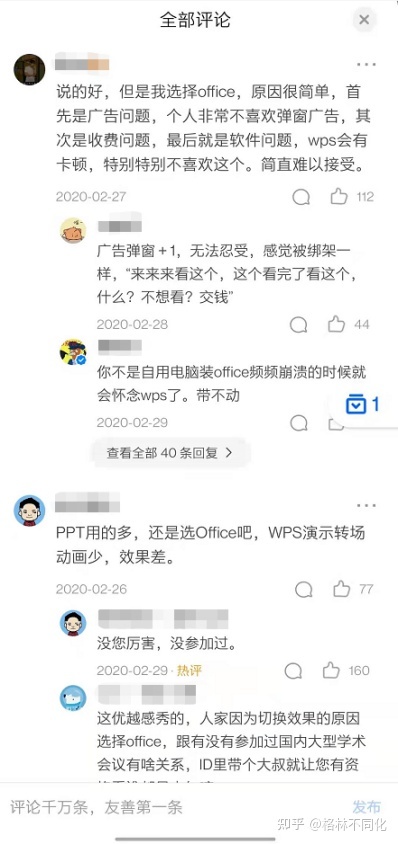 全部评论
说的好，但是我选择office，原因很简单，首
先是广告问题，个人非常不喜欢弹窗广告，其
次是收费问题，最后就是软件问题，wps会有
卡顿，特别特别不喜欢这个。简直难以接受。
2020-02-27
112
广告弹窗＋1，无法忍受，感觉被绑架一
样，“来来来看这个，这个看完了看这个，
什么？不想看？交钱”
2020-02-28
44
你不是自用电脑装office频频崩溃的时候就
会怀念wps了。带不动
1
2020-02-29
查看全部 40 条回复 >
PPT用的多，还是选Office吧，WPS演示转场
动画少，效果差。
2020-02-26
77
没您厉害，没参加过。
2020-02-29 · 热评
160
这优越感秀的，人家因为切换效果的原因
选择office，跟有没有参加过国内大型学术
会议有啥关系，ID里带个大叔就让您有资
评论千万条，友善第一条
发布
知乎 @格林不同化